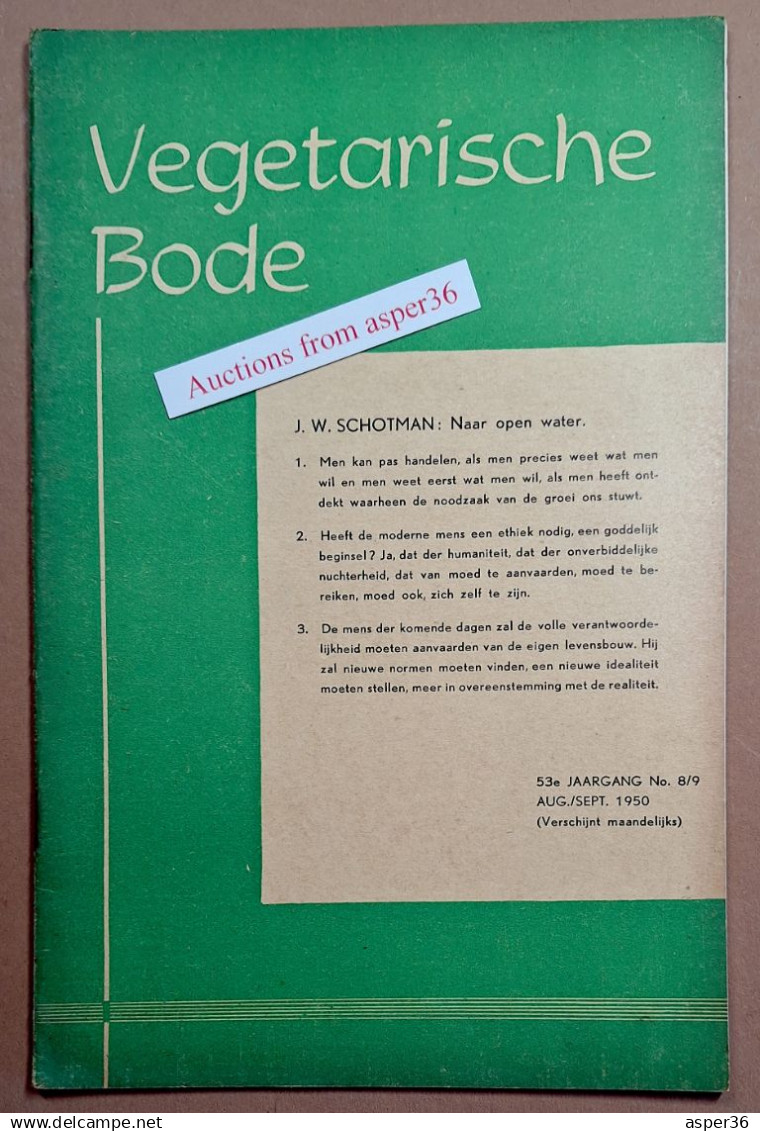 Vegetarische
Bode
Auctions from asper36
J. W. SCHOTMAN: Naar open water.
1. Men kan pas handelen, als men precies weet wat men
wil en men weet eerst wat men wil, als men heeft ont-
dekt waarheen de noodzaak van de groei ons stuwt.
2. Heeft de moderne mens een ethiek nodig, een goddelijk
beginsel? Ja, dat der humaniteit, dat der onverbiddelijke
nuchterheid, dat van moed te aanvaarden, moed te be-
reiken, moed ook, zich zelf te zijn.
3. De mens der komende dagen zal de volle verantwoorde-
lijkheid moeten aanvaarden van de eigen levensbouw. Hij
zal nieuwe normen moeten vinden, een nieuwe idealiteit
moeten stellen, meer in overeenstemming met de realiteit.
53e JAARGANG No. 8/9
AUG./SEPT. 1950
(Verschijnt maandelijks)
asper36